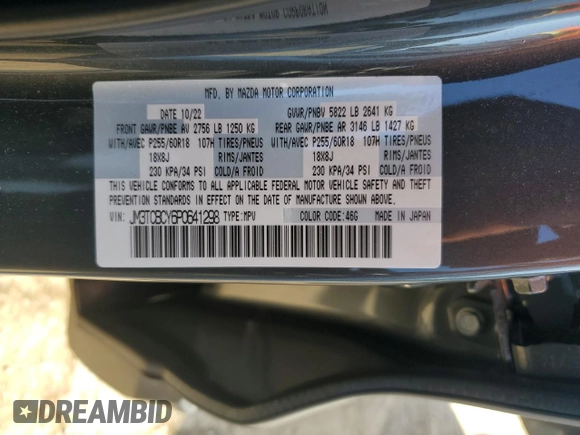 MFD. BY MAZDA MOTOR CORPORATION
DATE 10/22 GVWR/PNBV 5822 LB 2641 KG
FRONT GAWR/PNBE AV 2756 LB 1250 KG REAR GAWR/PNBE AR 3146 LB 1427 KG
WITH/AVEC P255/60R18 107H TIRES/PNEUS WITH/AVEC P255/60R18 107H TIRES/PNEUS
18X8J RIMS/JANTES 18X8J RIMS/JANTES
230 KPA/34 PSI COLD/A FROID 230 KPA/34 PSI COLD/A FROID
THIS VEHICLE CONFORMS TO ALL APPLICABLE FEDERAL MOTOR VEHICLE SAFETY AND THEFT
PREVENTION STANDARDS IN EFFECT ON THE DATE OF MANUFACTURE SHOWN ABOVE.
VIN: JM3TCBCY6P0641298 TYPE:MPV COLOR CODE:46G MADE IN JAPAN
DREAMBID